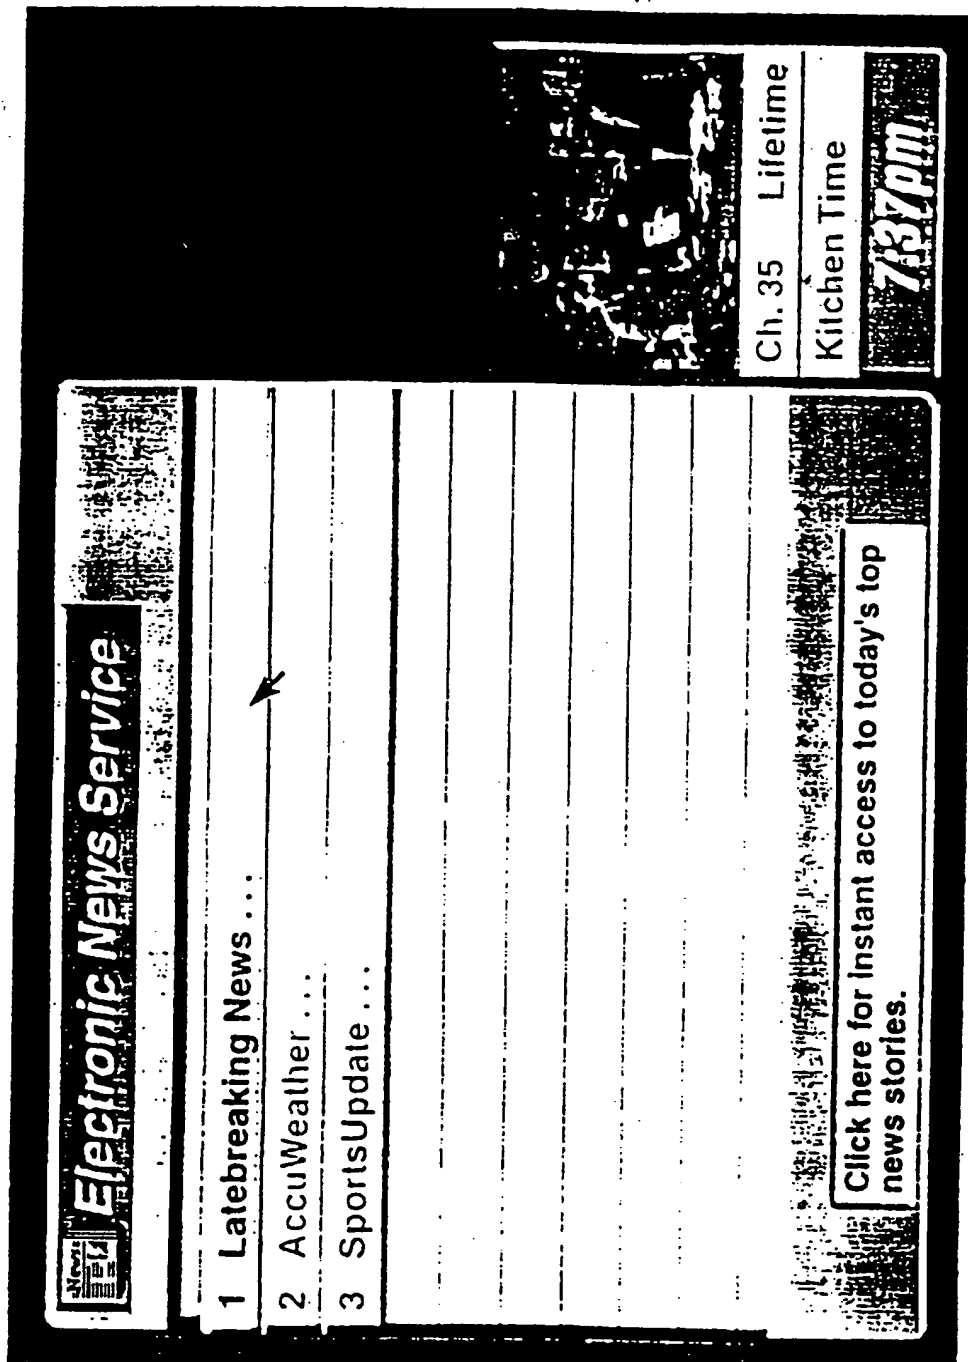 News
Electronic News Service
1 Latebreaking News...
2 AccuWeather...
3 SportsUpdate...
Click here for instant access to today's top
news stories.
Ch. 35 Lifetime
Kitchen Time
7:37pm